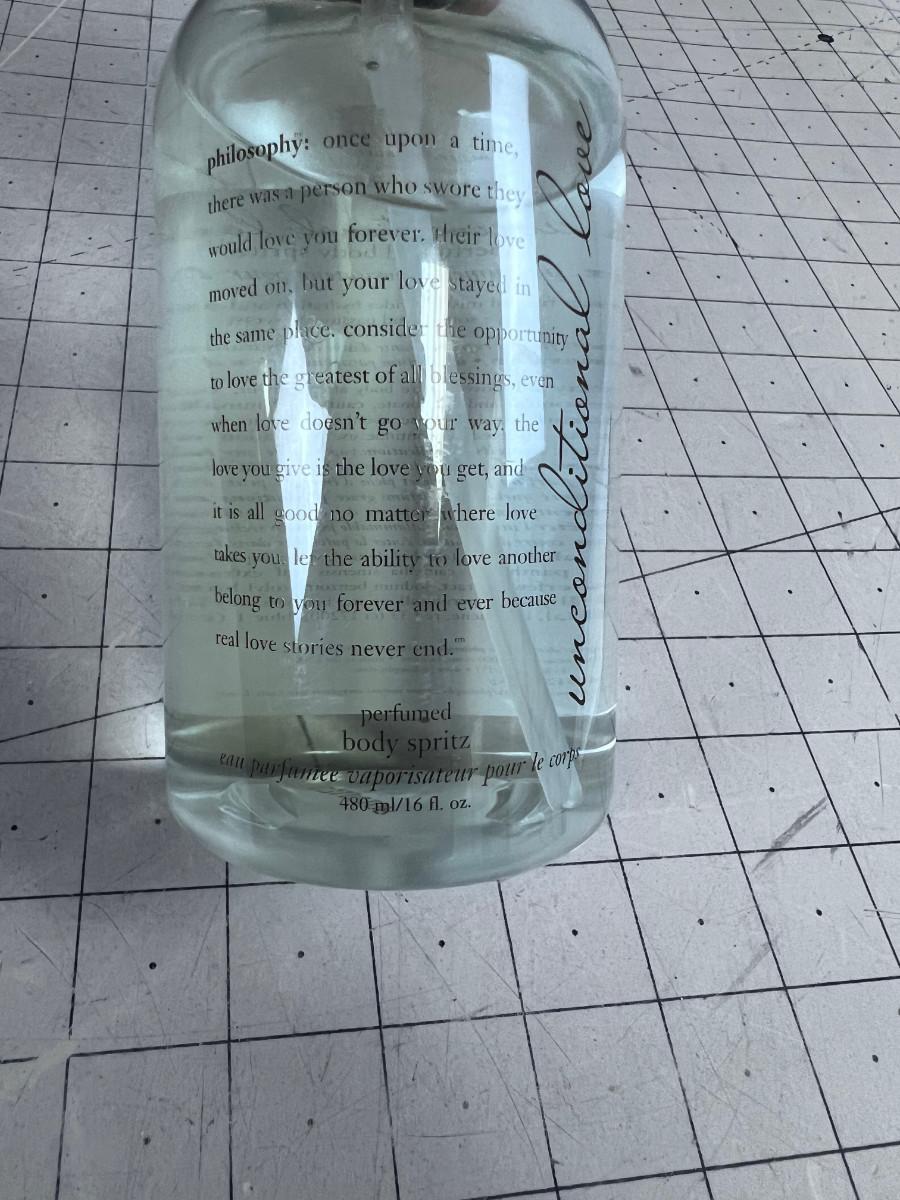 philosophy:™ once upon a time,
there was a person who swore they
would love you forever. their love
moved on, but your love stayed in
the same place. consider the opportunity
to love the greatest of all blessings, even
when love doesn't go your way. the
love you give is the love you get, and
it is all good no matter where love
takes you. let the ability to love another
belong to you forever and ever because
real love stories never end.℠
unconditional love
perfumed
body spritz
eau parfumée vaporisateur pour le corps
480 ml/16 fl. oz.